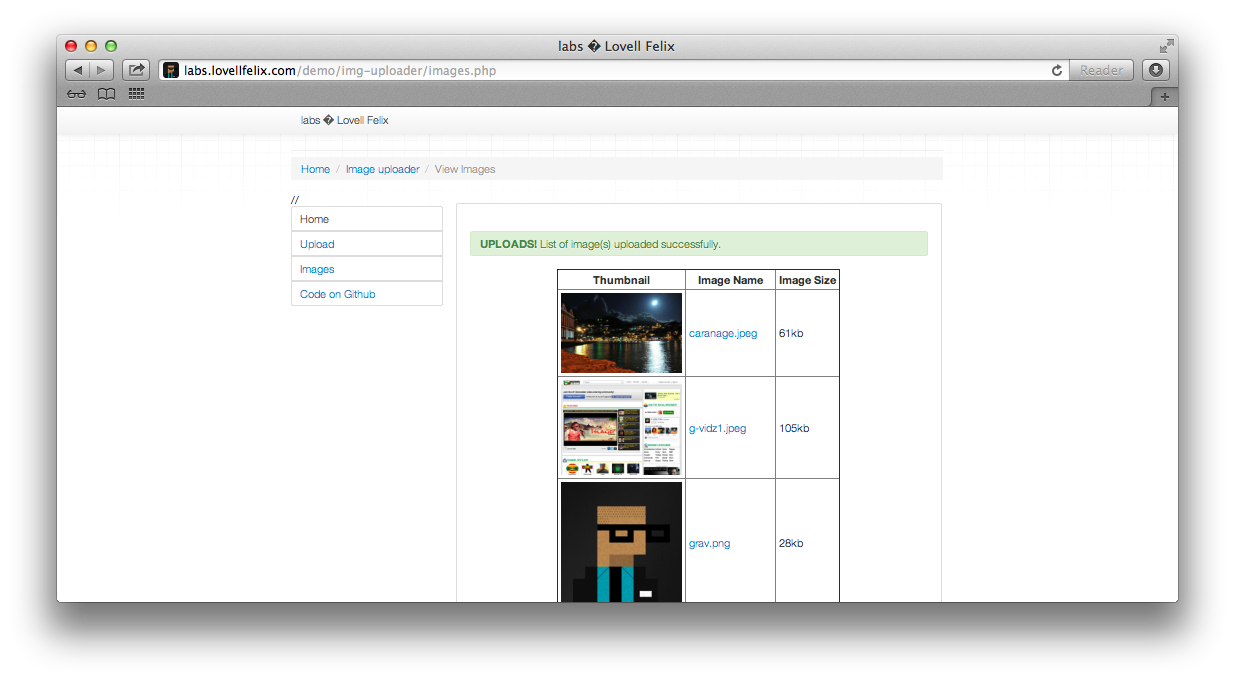 labs � Lovell Felix
labs.lovellfelix.com/demo/img-uploader/images.php
Reader
labs � Lovell Felix
Home / Image uploader / View Images
//
Home
Upload
Images
Code on Github
UPLOADS! List of image(s) uploaded successfully.
Thumbnail Image Name Image Size
caranage.jpeg 61kb
g-vidz1.jpeg 105kb
grav.png 28kb